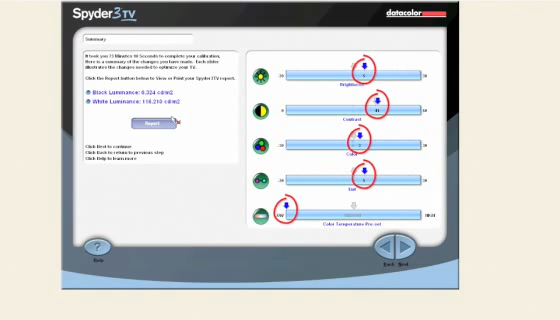 Spyder3TV
datacolor
Summary
It took you 13 Minutes 10 Seconds to complete your calibration.
Here is a summary of the changes you have made. Each slider
illustrates the changes needed to optimize your TV.
Click the Report button below to View or Print your Spyder3TV report.
Black Luminance: 0.324 cd/m2
White Luminance: 116.210 cd/m2
Report
Click Next to continue
Click Back to return to previous step
Click Help to learn more
Brightness
Contrast
Color
Tint
Color Temperature Preset
Help
Back Next